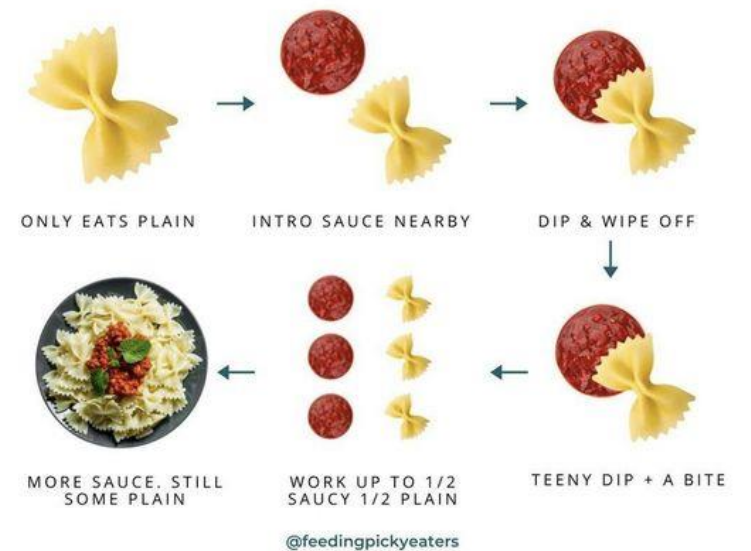 ONLY EATS PLAIN
INTRO SAUCE NEARBY
DIP & WIPE OFF
TEENY DIP + A BITE
WORK UP TO 1/2
SAUCY 1/2 PLAIN
MORE SAUCE. STILL
SOME PLAIN
@feedingpickyeaters